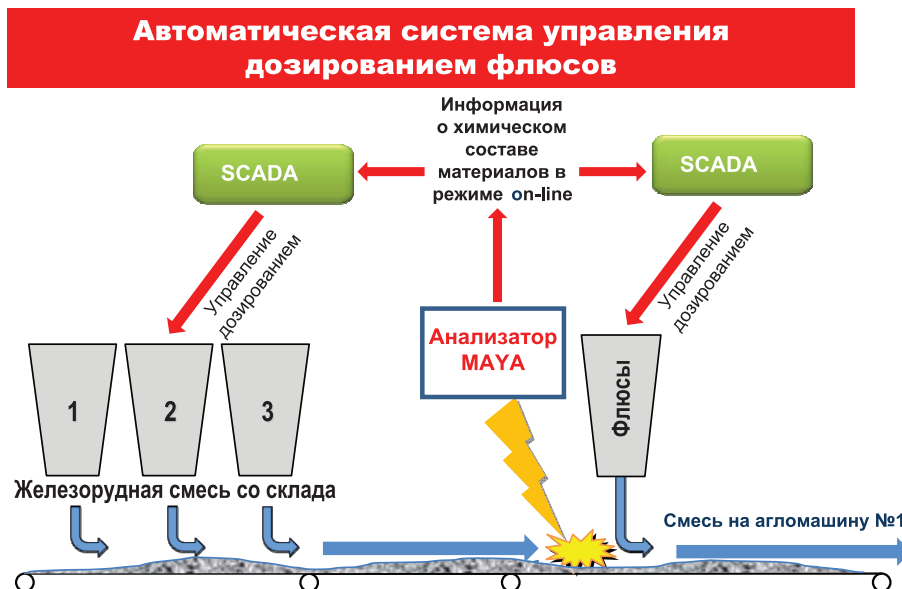 Автоматическая система управления
дозированием флюсов
Информация
о химическом
составе
материалов в
режиме on-line
SCADA
SCADA
Управление
дозированием
Управление
дозированием
Анализатор
MAYA
1
2
3
Флюсы
Железорудная смесь со склада
Смесь на агломашину №1